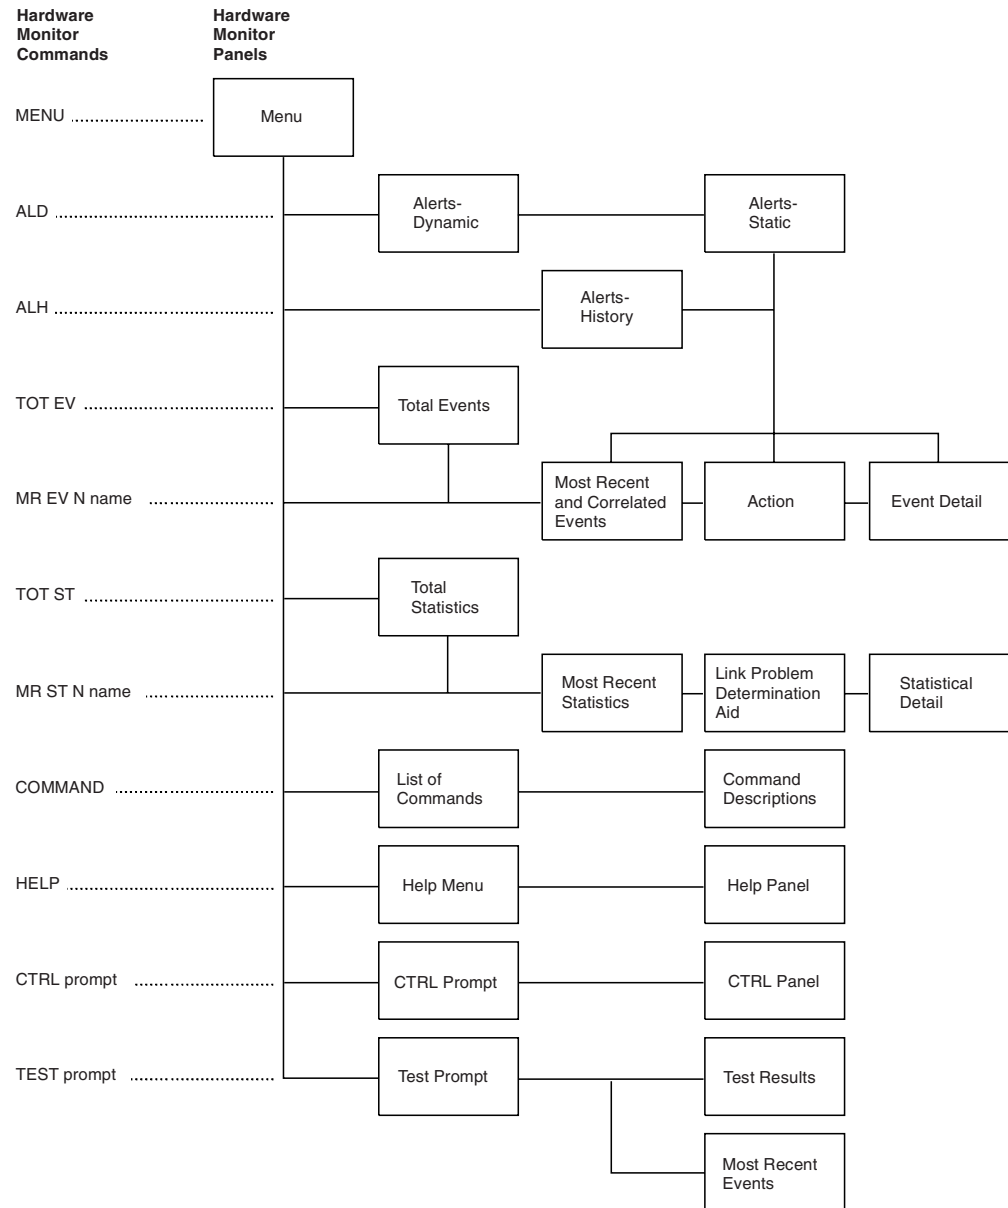 Hardware
Monitor
Commands
Hardware
Monitor
Panels
MENU ..............................
Menu
ALD ..................................................
Alerts-
Dynamic
Alerts-
Static
ALH ..................................................
Alerts-
History
TOT EV ...........................................
Total Events
MR EV N name ............................
Most Recent
and Correlated
Events
Action
Event Detail
TOT ST ...........................................
Total
Statistics
MR ST N name ............................
Most Recent
Statistics
Link Problem
Determination
Aid
Statistical
Detail
COMMAND ....................................
List of
Commands
Command
Descriptions
HELP ...............................................
Help Menu
Help Panel
CTRL prompt ................................
CTRL Prompt
CTRL Panel
TEST prompt ................................
Test Prompt
Test Results
Most Recent
Events